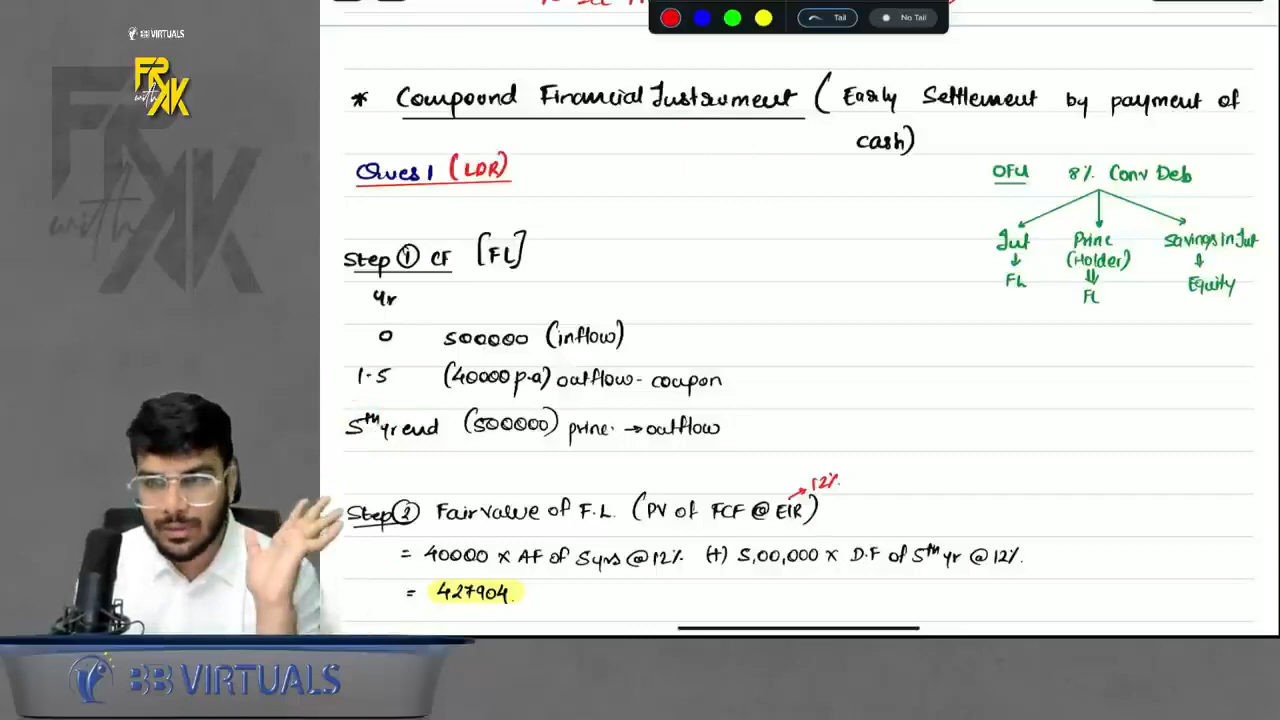 BB VIRTUALS
FR
with
AK
Tail
No Tail
* Compound Financial Instrument ( Early Settlement by payment of
cash)
Ques 1 (LDR)
OFU 8% Conv Deb
Int
↓
FL
Princ
(Holder)
⇓
FL
Savings in Int
↓
Equity
Step ① CF [FL]
Yr
0 500000 (inflow)
1-5 (40000 p.a) outflow - coupon
5th yr end (500000) princ. → outflow
Step ② Fair value of F.L. (PV of FCF @ EIR) → 12%
= 40000 x AF of 5yrs @ 12% (+) 5,00,000 x D.F of 5th yr @ 12%.
= 427904.
BB VIRTUALS